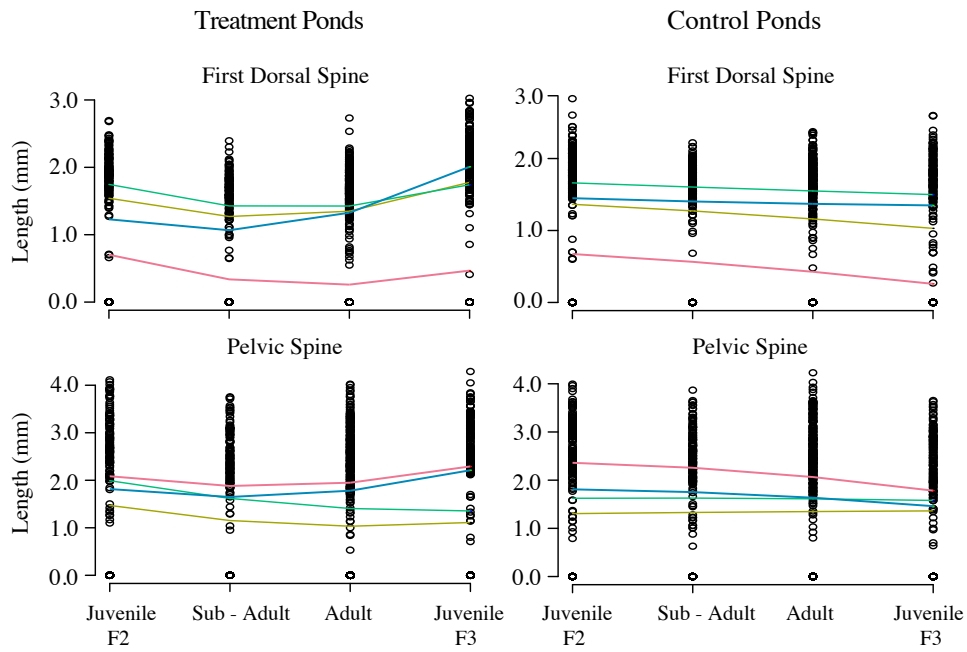 Treatment Ponds
Control Ponds
First Dorsal Spine
First Dorsal Spine
Length (mm)
3.0
2.0
1.0
0.0
3.0
2.0
1.0
0.0
Pelvic Spine
Pelvic Spine
Length (mm)
4.0
3.0
2.0
1.0
0.0
4.0
3.0
2.0
1.0
0.0
Juvenile
F2
Sub - Adult
Adult
Juvenile
F3
Juvenile
F2
Sub - Adult
Adult
Juvenile
F3